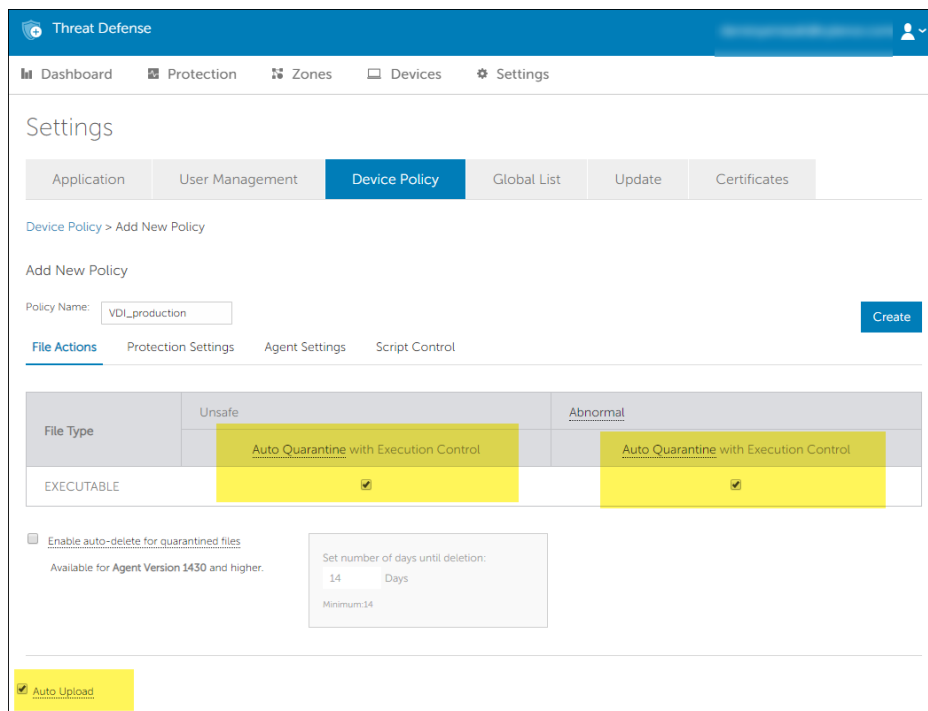 Threat Defense
Dashboard Protection Zones Devices Settings
Settings
Application User Management Device Policy Global List Update Certificates
Device Policy > Add New Policy
Add New Policy
Policy Name: VDI_production
Create
File Actions Protection Settings Agent Settings Script Control
File Type
Unsafe Abnormal
Auto Quarantine with Execution Control Auto Quarantine with Execution Control
EXECUTABLE
Enable auto-delete for quarantined files
Available for Agent Version 1430 and higher.
Set number of days until deletion:
14 Days
Minimum:14
Auto Upload